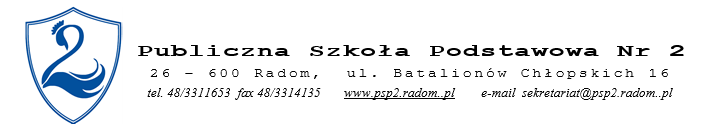 Publiczna Szkoła Podstawowa Nr 2
26 – 600 Radom, ul. Batalionów Chłopskich 16
tel. 48/3311653 fax 48/3314135 www.psp2.radom..pl e-mail sekretariat@psp2.radom..pl